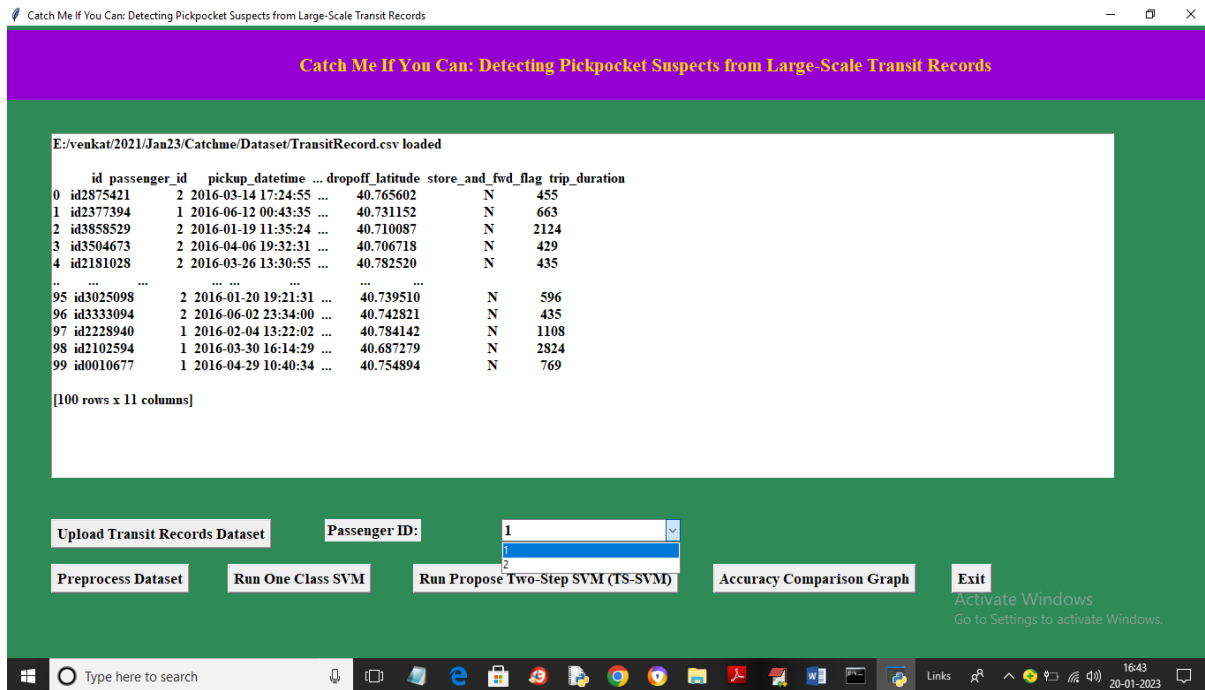 Catch Me If You Can: Detecting Pickpocket Suspects from Large-Scale Transit Records
Catch Me If You Can: Detecting Pickpocket Suspects from Large-Scale Transit Records
E:/venkat/2021/Jan23/Catchme/Dataset/TransitRecord.csv loaded
id passenger_id pickup_datetime ... dropoff_latitude store_and_fwd_flag trip_duration
0 id2875421 2 2016-03-14 17:24:55 ... 40.765602 N 455
1 id2377394 1 2016-06-12 00:43:35 ... 40.731152 N 663
2 id3858529 2 2016-01-19 11:35:24 ... 40.710087 N 2124
3 id3504673 2 2016-04-06 19:32:31 ... 40.706718 N 429
4 id2181028 2 2016-03-26 13:30:55 ... 40.782520 N 435
.. ... ... ... ... ... ... ...
95 id3025098 2 2016-01-20 19:21:31 ... 40.739510 N 596
96 id3333094 2 2016-06-02 23:34:00 ... 40.742821 N 435
97 id2228940 1 2016-02-04 13:22:02 ... 40.784142 N 1108
98 id2102594 1 2016-03-30 16:14:29 ... 40.687279 N 2824
99 id0010677 1 2016-04-29 10:40:34 ... 40.754894 N 769
[100 rows x 11 columns]
Upload Transit Records Dataset Passenger ID: 1
1
2
Preprocess Dataset Run One Class SVM Run Propose Two-Step SVM (TS-SVM) Accuracy Comparison Graph Exit
Activate Windows
Go to Settings to activate Windows.
Type here to search Links 16:43
20-01-2023